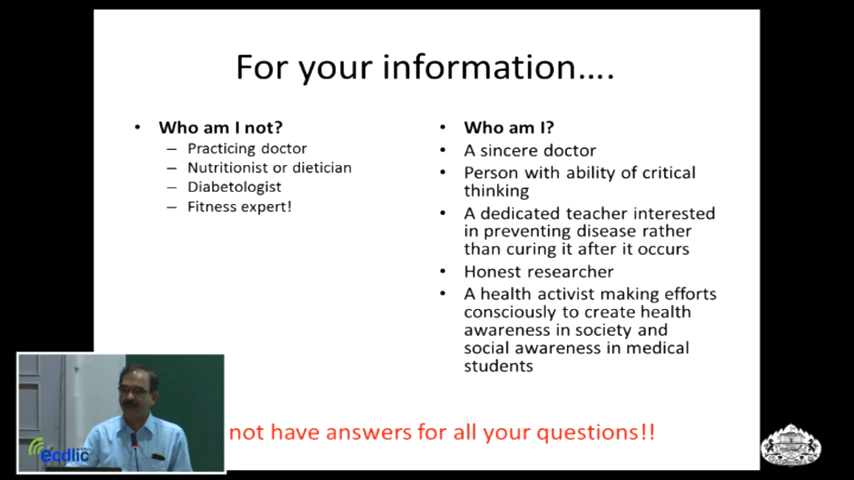 For your information....
• Who am I not?
– Practicing doctor
– Nutritionist or dietician
– Diabetologist
– Fitness expert!
• Who am I?
• A sincere doctor
• Person with ability of critical
thinking
• A dedicated teacher interested
in preventing disease rather
than curing it after it occurs
• Honest researcher
• A health activist making efforts
consciously to create health
awareness in society and
social awareness in medical
students
not have answers for all your questions!!
ecdlic